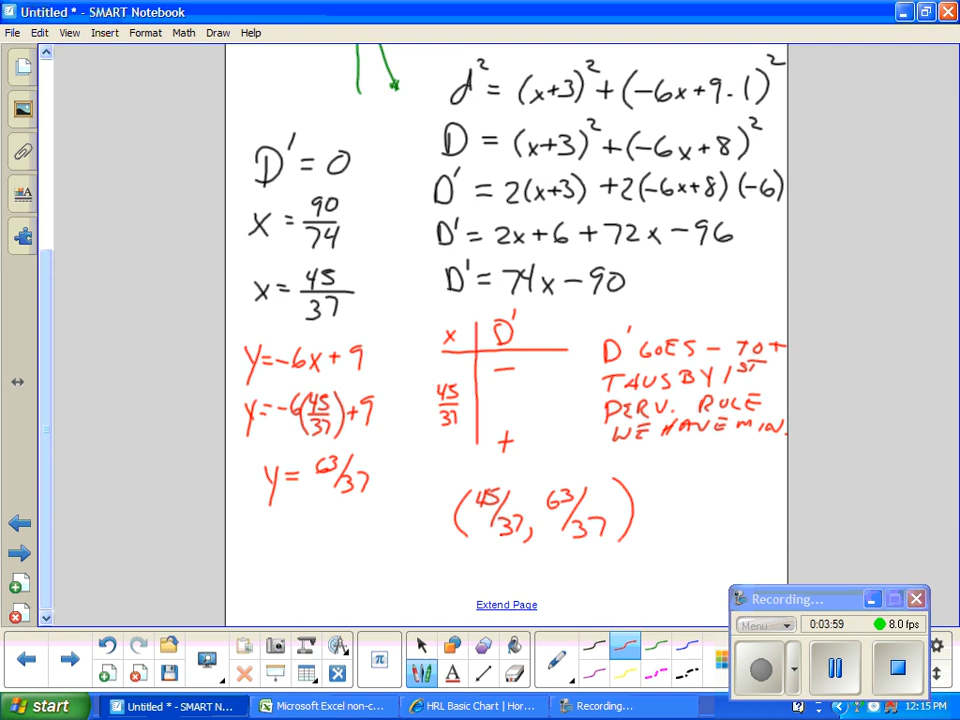 Untitled * - SMART Notebook
File Edit View Insert Format Math Draw Help
d² = (x+3)² + (-6x+9-1)²
D = (x+3)² + (-6x+8)²
D' = 2(x+3) + 2(-6x+8)(-6)
D' = 2x+6+72x-96
D' = 74x-90
D' = 0
x = 90/74
x = 45/37
y=-6x+9
y=-6(45/37)+9
y= 63/37
x D'
-
45/37
+
D' GOES - TO +
THUS BY 1ST
DERV. RULE
WE HAVE MIN.
(45/37, 63/37)
Extend Page
Recording...
Menu 0:03:59 8.0 fps
start Untitled * - SMART N... Microsoft Excel non-c... HRL Basic Chart | Hor... Recording... 12:15 PM